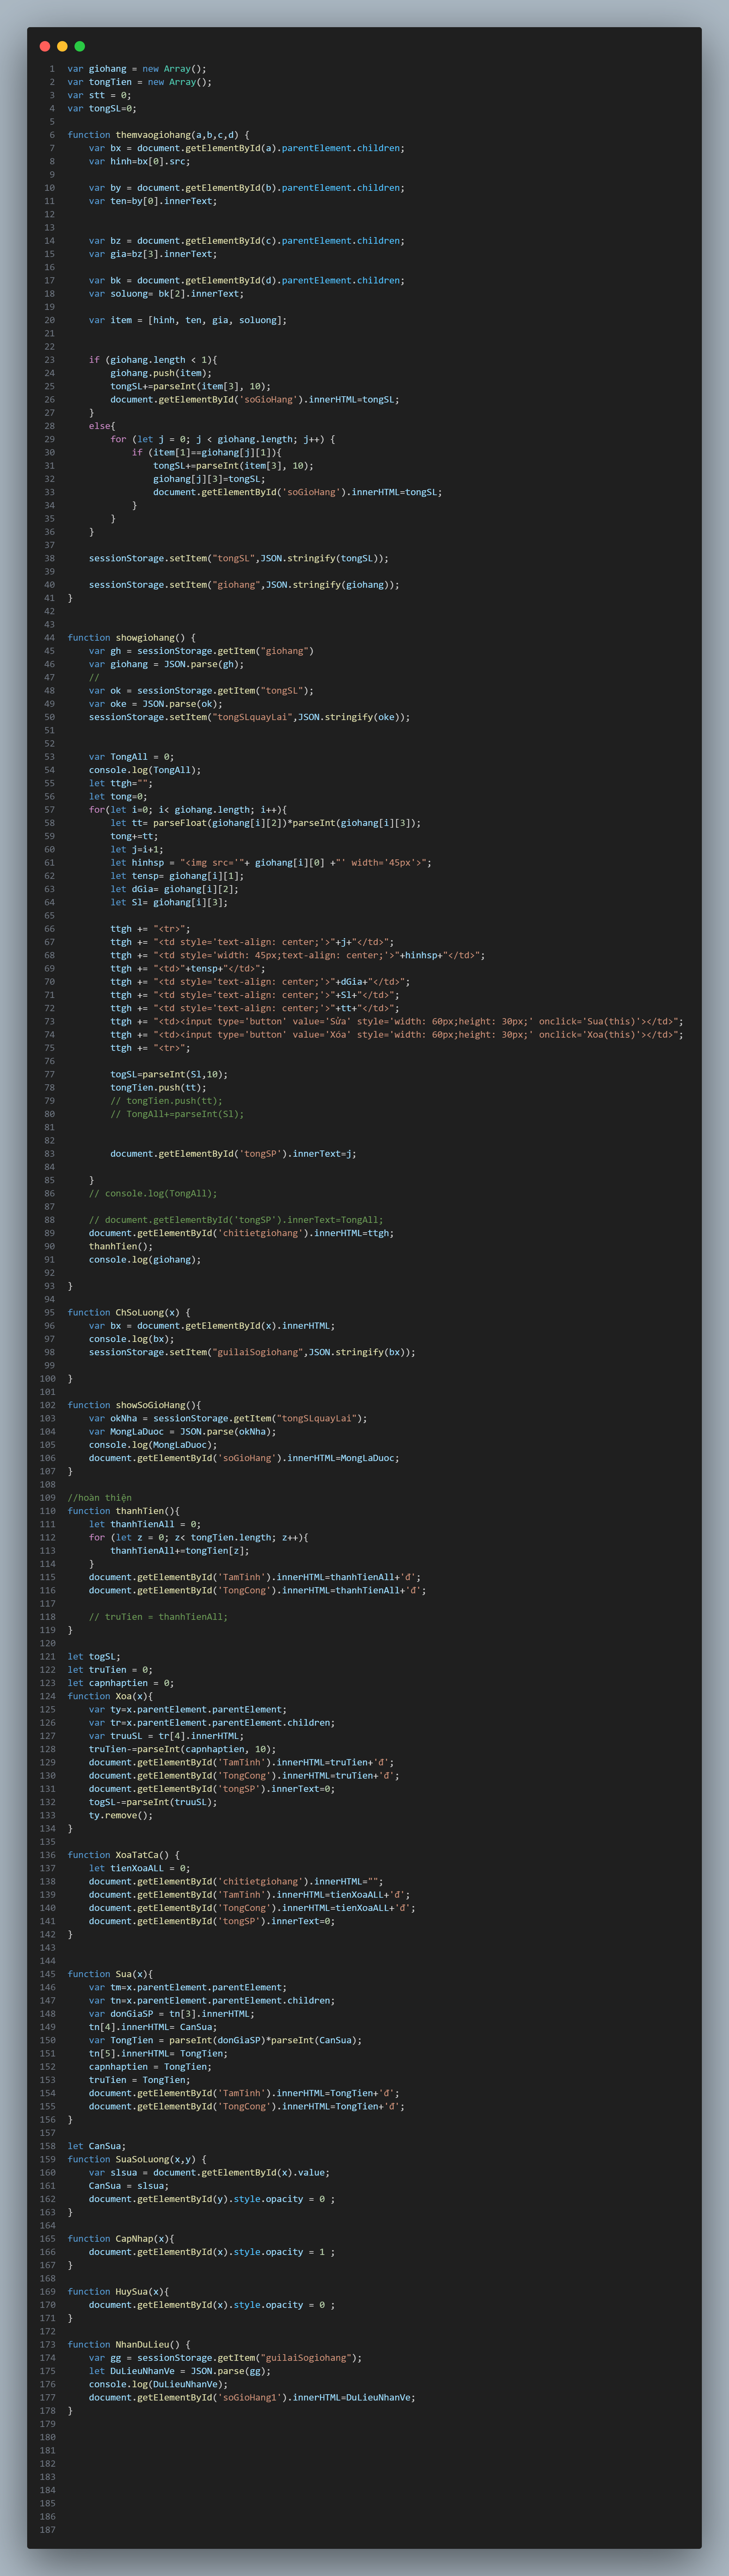 1 var giohang = new Array();
2 var tongTien = new Array();
3 var stt = 0;
4 var tongSL=0;
5
6 function themvaogiohang(a,b,c,d) {
7     var bx = document.getElementById(a).parentElement.children;
8     var hinh=bx[0].src;
9
10     var by = document.getElementById(b).parentElement.children;
11     var ten=by[0].innerText;
12
13
14     var bz = document.getElementById(c).parentElement.children;
15     var gia=bz[3].innerText;
16
17     var bk = document.getElementById(d).parentElement.children;
18     var soluong= bk[2].innerText;
19
20     var item = [hinh, ten, gia, soluong];
21
22
23     if (giohang.length < 1){
24         giohang.push(item);
25         tongSL+=parseInt(item[3], 10);
26         document.getElementById('soGioHang').innerHTML=tongSL;
27     }
28     else{
29         for (let j = 0; j < giohang.length; j++) {
30             if (item[1]==giohang[j][1]){
31                 tongSL+=parseInt(item[3], 10);
32                 giohang[j][3]=tongSL;
33                 document.getElementById('soGioHang').innerHTML=tongSL;
34             }
35         }
36     }
37
38     sessionStorage.setItem("tongSL",JSON.stringify(tongSL));
39
40     sessionStorage.setItem("giohang",JSON.stringify(giohang));
41 }
42
43
44 function showgiohang() {
45     var gh = sessionStorage.getItem("giohang")
46     var giohang = JSON.parse(gh);
47     //
48     var ok = sessionStorage.getItem("tongSL");
49     var oke = JSON.parse(ok);
50     sessionStorage.setItem("tongSLquayLai",JSON.stringify(oke));
51
52
53     var TongAll = 0;
54     console.log(TongAll);
55     let ttgh="";
56     let tong=0;
57     for(let i=0; i< giohang.length; i++){
58         let tt= parseFloat(giohang[i][2])*parseInt(giohang[i][3]);
59         tong+=tt;
60         let j=i+1;
61         let hinhsp = "<img src='"+ giohang[i][0] +"' width='45px'>";
62         let tensp= giohang[i][1];
63         let dGia= giohang[i][2];
64         let Sl= giohang[i][3];
65
66         ttgh += "<tr>";
67         ttgh += "<td style='text-align: center;'>"+j+"</td>";
68         ttgh += "<td style='width: 45px;text-align: center;'>"+hinhsp+"</td>";
69         ttgh += "<td>"+tensp+"</td>";
70         ttgh += "<td style='text-align: center;'>"+dGia+"</td>";
71         ttgh += "<td style='text-align: center;'>"+Sl+"</td>";
72         ttgh += "<td style='text-align: center;'>"+tt+"</td>";
73         ttgh += "<td><input type='button' value='Sửa' style='width: 60px;height: 30px;' onclick='Sua(this)'></td>";
74         ttgh += "<td><input type='button' value='Xóa' style='width: 60px;height: 30px;' onclick='Xoa(this)'></td>";
75         ttgh += "<tr>";
76
77         togSL=parseInt(Sl,10);
78         tongTien.push(tt);
79         // tongTien.push(tt);
80         // TongAll+=parseInt(Sl);
81
82
83         document.getElementById('tongSP').innerText=j;
84
85     }
86     // console.log(TongAll);
87
88     // document.getElementById('tongSP').innerText=TongAll;
89     document.getElementById('chitietgiohang').innerHTML=ttgh;
90     thanhTien();
91     console.log(giohang);
92
93 }
94
95 function ChSoLuong(x) {
96     var bx = document.getElementById(x).innerHTML;
97     console.log(bx);
98     sessionStorage.setItem("guilaiSogiohang",JSON.stringify(bx));
99
100 }
101
102 function showSoGioHang(){
103     var okNha = sessionStorage.getItem("tongSLquayLai");
104     var MongLaDuoc = JSON.parse(okNha);
105     console.log(MongLaDuoc);
106     document.getElementById('soGioHang').innerHTML=MongLaDuoc;
107 }
108
109 //hoàn thiện
110 function thanhTien(){
111     let thanhTienAll = 0;
112     for (let z = 0; z< tongTien.length; z++){
113         thanhTienAll+=tongTien[z];
114     }
115     document.getElementById('TamTinh').innerHTML=thanhTienAll+'đ';
116     document.getElementById('TongCong').innerHTML=thanhTienAll+'đ';
117
118     // truTien = thanhTienAll;
119 }
120
121 let togSL;
122 let truTien = 0;
123 let capnhaptien = 0;
124 function Xoa(x){
125     var ty=x.parentElement.parentElement;
126     var tr=x.parentElement.parentElement.children;
127     var truuSL = tr[4].innerHTML;
128     truTien-=parseInt(capnhaptien, 10);
129     document.getElementById('TamTinh').innerHTML=truTien+'đ';
130     document.getElementById('TongCong').innerHTML=truTien+'đ';
131     document.getElementById('tongSP').innerText=0;
132     togSL-=parseInt(truuSL);
133     ty.remove();
134 }
135
136 function XoaTatCa() {
137     let tienXoaALL = 0;
138     document.getElementById('chitietgiohang').innerHTML="";
139     document.getElementById('TamTinh').innerHTML=tienXoaALL+'đ';
140     document.getElementById('TongCong').innerHTML=tienXoaALL+'đ';
141     document.getElementById('tongSP').innerText=0;
142 }
143
144
145 function Sua(x){
146     var tm=x.parentElement.parentElement;
147     var tn=x.parentElement.parentElement.children;
148     var donGiaSP = tn[3].innerHTML;
149     tn[4].innerHTML= CanSua;
150     var TongTien = parseInt(donGiaSP)*parseInt(CanSua);
151     tn[5].innerHTML= TongTien;
152     capnhaptien = TongTien;
153     truTien = TongTien;
154     document.getElementById('TamTinh').innerHTML=TongTien+'đ';
155     document.getElementById('TongCong').innerHTML=TongTien+'đ';
156 }
157
158 let CanSua;
159 function SuaSoLuong(x,y) {
160     var slsua = document.getElementById(x).value;
161     CanSua = slsua;
162     document.getElementById(y).style.opacity = 0 ;
163 }
164
165 function CapNhap(x){
166     document.getElementById(x).style.opacity = 1 ;
167 }
168
169 function HuySua(x){
170     document.getElementById(x).style.opacity = 0 ;
171 }
172
173 function NhanDuLieu() {
174     var gg = sessionStorage.getItem("guilaiSogiohang");
175     let DuLieuNhanVe = JSON.parse(gg);
176     console.log(DuLieuNhanVe);
177     document.getElementById('soGioHang1').innerHTML=DuLieuNhanVe;
178 }
179
180
181
182
183
184
185
186
187